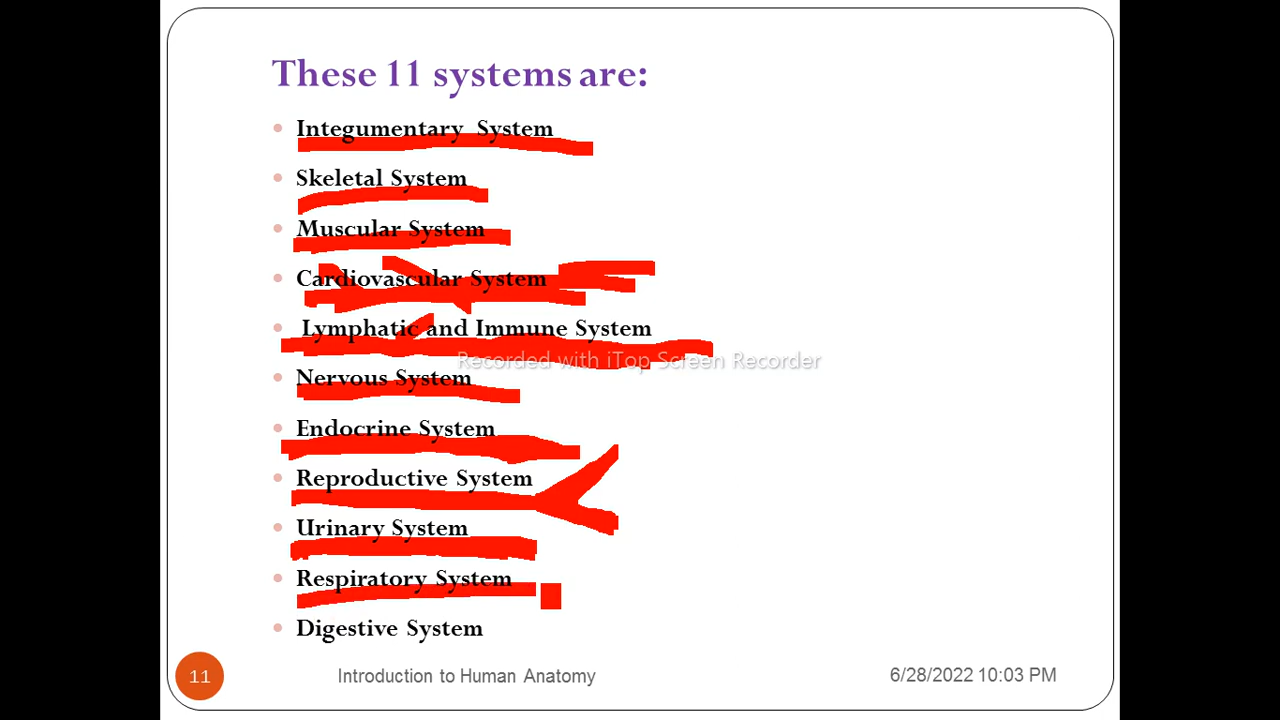 These 11 systems are:
Integumentary System
Skeletal System
Muscular System
Cardiovascular System
Lymphatic and Immune System
Recorded with iTop Screen Recorder
Nervous System
Endocrine System
Reproductive System
Urinary System
Respiratory System
Digestive System
11 Introduction to Human Anatomy 6/28/2022 10:03 PM